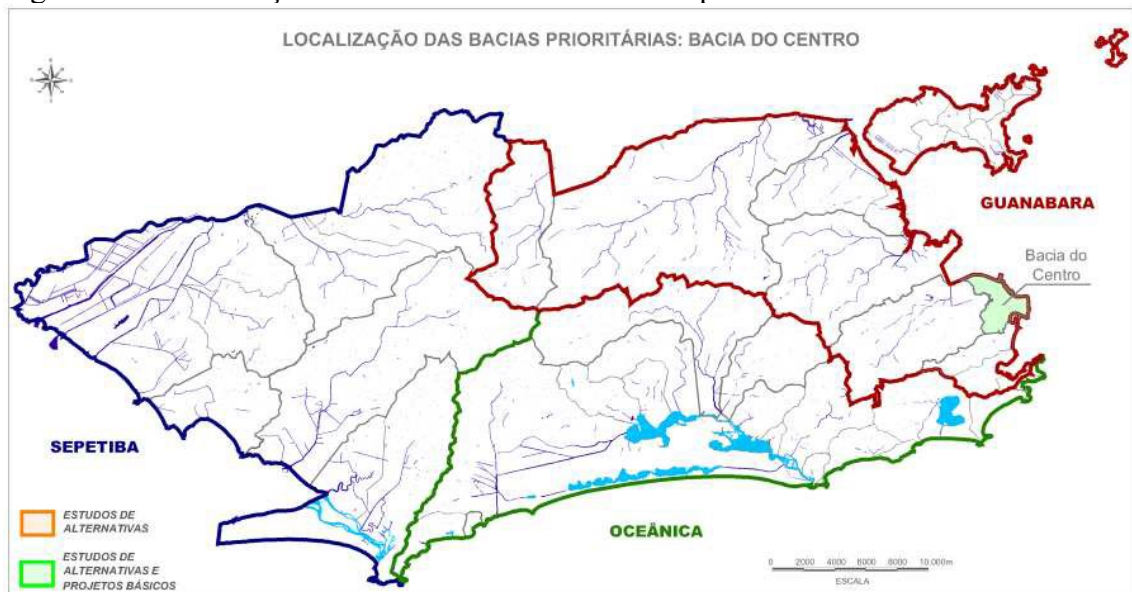 LOCALIZAÇÃO DAS BACIAS PRIORITÁRIAS: BACIA DO CENTRO
GUANABARA
Bacia do
Centro
SEPETIBA
OCEÂNICA
ESTUDOS DE
ALTERNATIVAS
ESTUDOS DE
ALTERNATIVAS E
PROJETOS BÁSICOS
0 2000 4000 6000 8000 10.000m
ESCALA